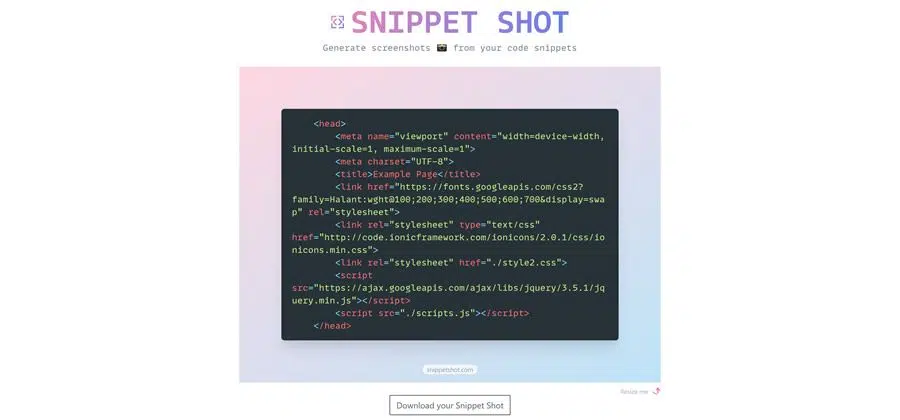 SNIPPET SHOT
Generate screenshots 📸 from your code snippets
<head>
<meta name="viewport" content="width=device-width,
initial-scale=1, maximum-scale=1">
<meta charset="UTF-8">
<title>Example Page</title>
<link href="https://fonts.googleapis.com/css2?
family=Halant:wght@100;200;300;400;500;600;700&display=swa
p" rel="stylesheet">
<link rel="stylesheet" type="text/css"
href="http://code.ionicframework.com/ionicons/2.0.1/css/io
nicons.min.css">
<link rel="stylesheet" href="./style2.css">
<script
src="https://ajax.googleapis.com/ajax/libs/jquery/3.5.1/jq
uery.min.js"></script>
<script src="./scripts.js"></script>
</head>
snippetshot.com
Resize me
Download your Snippet Shot